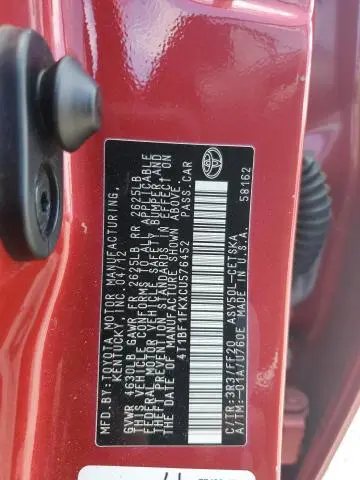 MFD.BY:TOYOTA MOTOR MANUFACTURING,
KENTUCKY, INC. 04/12
GVWR 4630LB GAWR FR 2625LB RR 2625LB
THIS VEHICLE CONFORMS TO ALL APPLICABLE
FEDERAL MOTOR VEHICLE SAFETY, BUMPER AND
THEFT PREVENTION STANDARDS IN EFFECT ON
THE DATE OF MANUFACTURE SHOWN ABOVE.
4T1BF1FKXCU576452 PASS.CAR
C/TR:3R3/FF20 ASV50L-CETSKA
A/TM:-01A/U760E MADE IN U.S.A.
58162